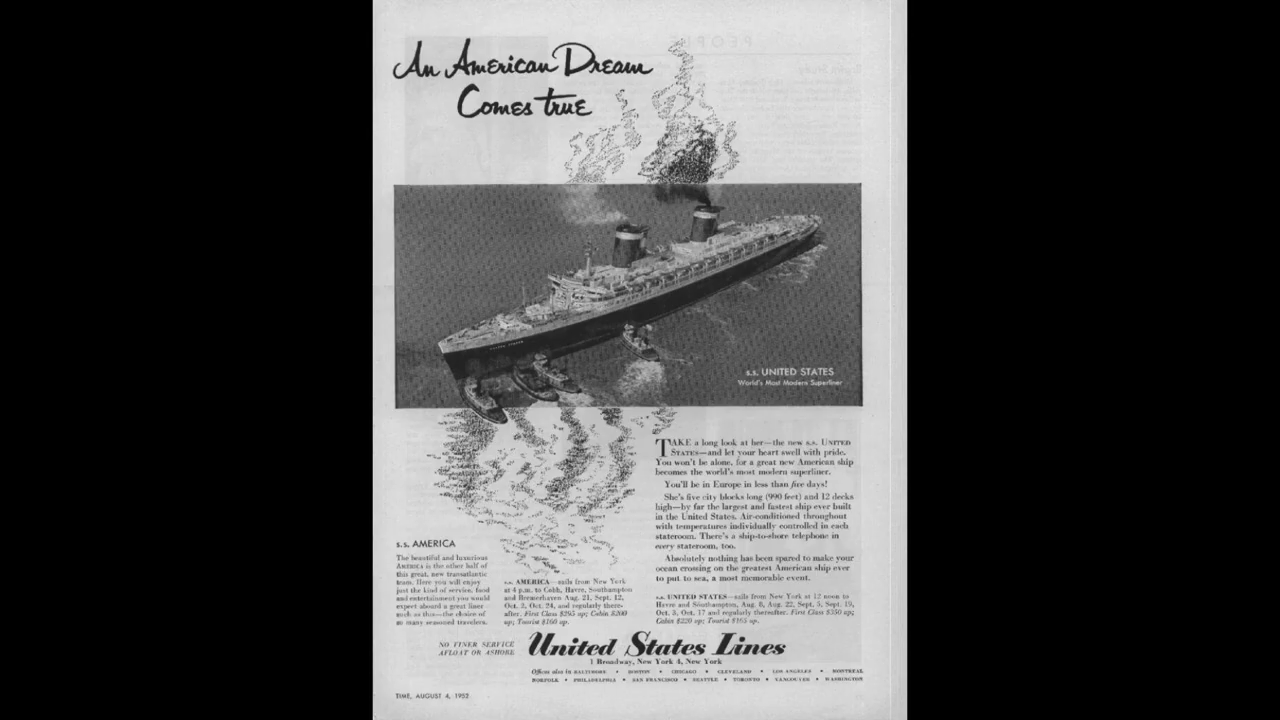 An American Dream
Comes true
PEOPLE
s.s. UNITED STATES
World's Most Modern Superliner
TAKE a long look at her—the new s.s. UNITED
STATES—and let your heart swell with pride.
You won't be alone, for a great new American ship
becomes the world's most modern superliner.
You'll be in Europe in less than five days!
She's five city blocks long (990 feet) and 12 decks
high—by far the largest and fastest ship ever built
in the United States. Air-conditioned throughout
with temperatures individually controlled in each
stateroom. There's a ship-to-shore telephone in
every stateroom, too.
Absolutely nothing has been spared to make your
ocean crossing on the greatest American ship ever
to put to sea, a most memorable event.
s.s. AMERICA
The beautiful and luxurious
AMERICA is the other half of
this great, new transatlantic
team. Here you will enjoy
just the kind of service, food
and entertainment you would
expect aboard a great liner
such as this—the choice of
so many seasoned travelers.
s.s. AMERICA—sails from New York
at 4 p.m. to Cobh, Havre, Southampton
and Bremerhaven Aug. 21, Sept. 12,
Oct. 2, Oct. 24, and regularly there-
after. First Class $295 up; Cabin $200
up; Tourist $160 up.
s.s. UNITED STATES—sails from New York at 12 noon to
Havre and Southampton, Aug. 8, Aug. 22, Sept. 5, Sept. 19,
Oct. 3, Oct. 17 and regularly thereafter. First Class $350 up;
Cabin $220 up; Tourist $165 up.
NO FINER SERVICE
AFLOAT OR ASHORE
United States Lines
1 Broadway, New York 4, New York
Offices also in BALTIMORE • BOSTON • CHICAGO • CLEVELAND • LOS ANGELES • MONTREAL
NORFOLK • PHILADELPHIA • SAN FRANCISCO • SEATTLE • TORONTO • VANCOUVER • WASHINGTON
TIME, AUGUST 4, 1952